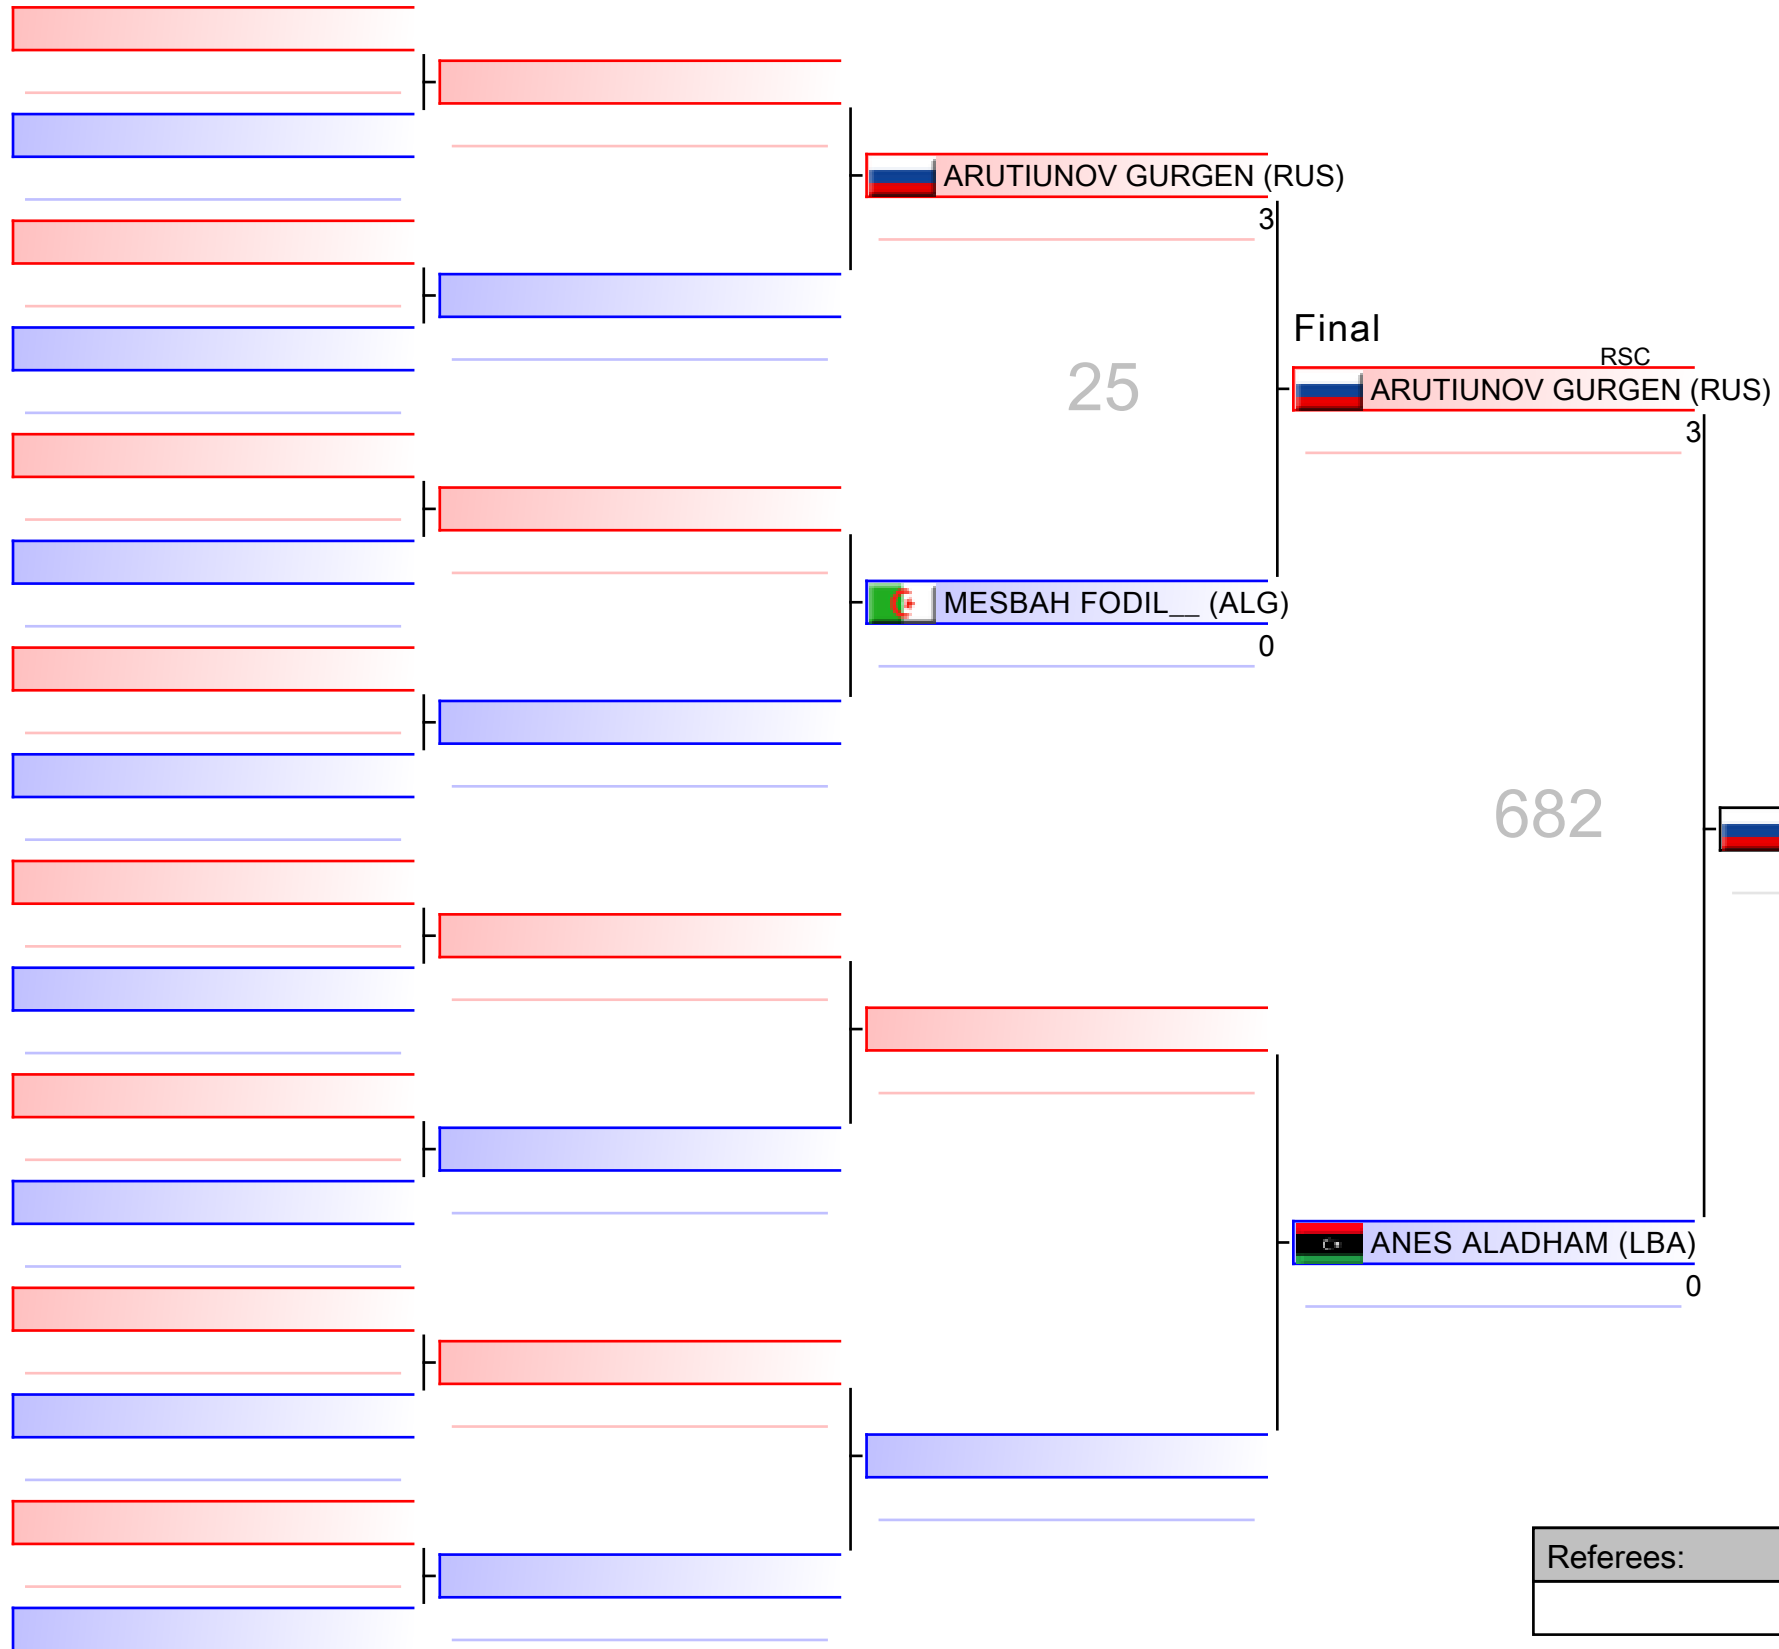 ARUTIUNOV GURGEN (RUS)
3
25
Final
RSC
ARUTIUNOV GURGEN (RUS)
3
MESBAH FODIL__ (ALG)
0
682
ANES ALADHAM (LBA)
0
Referees: